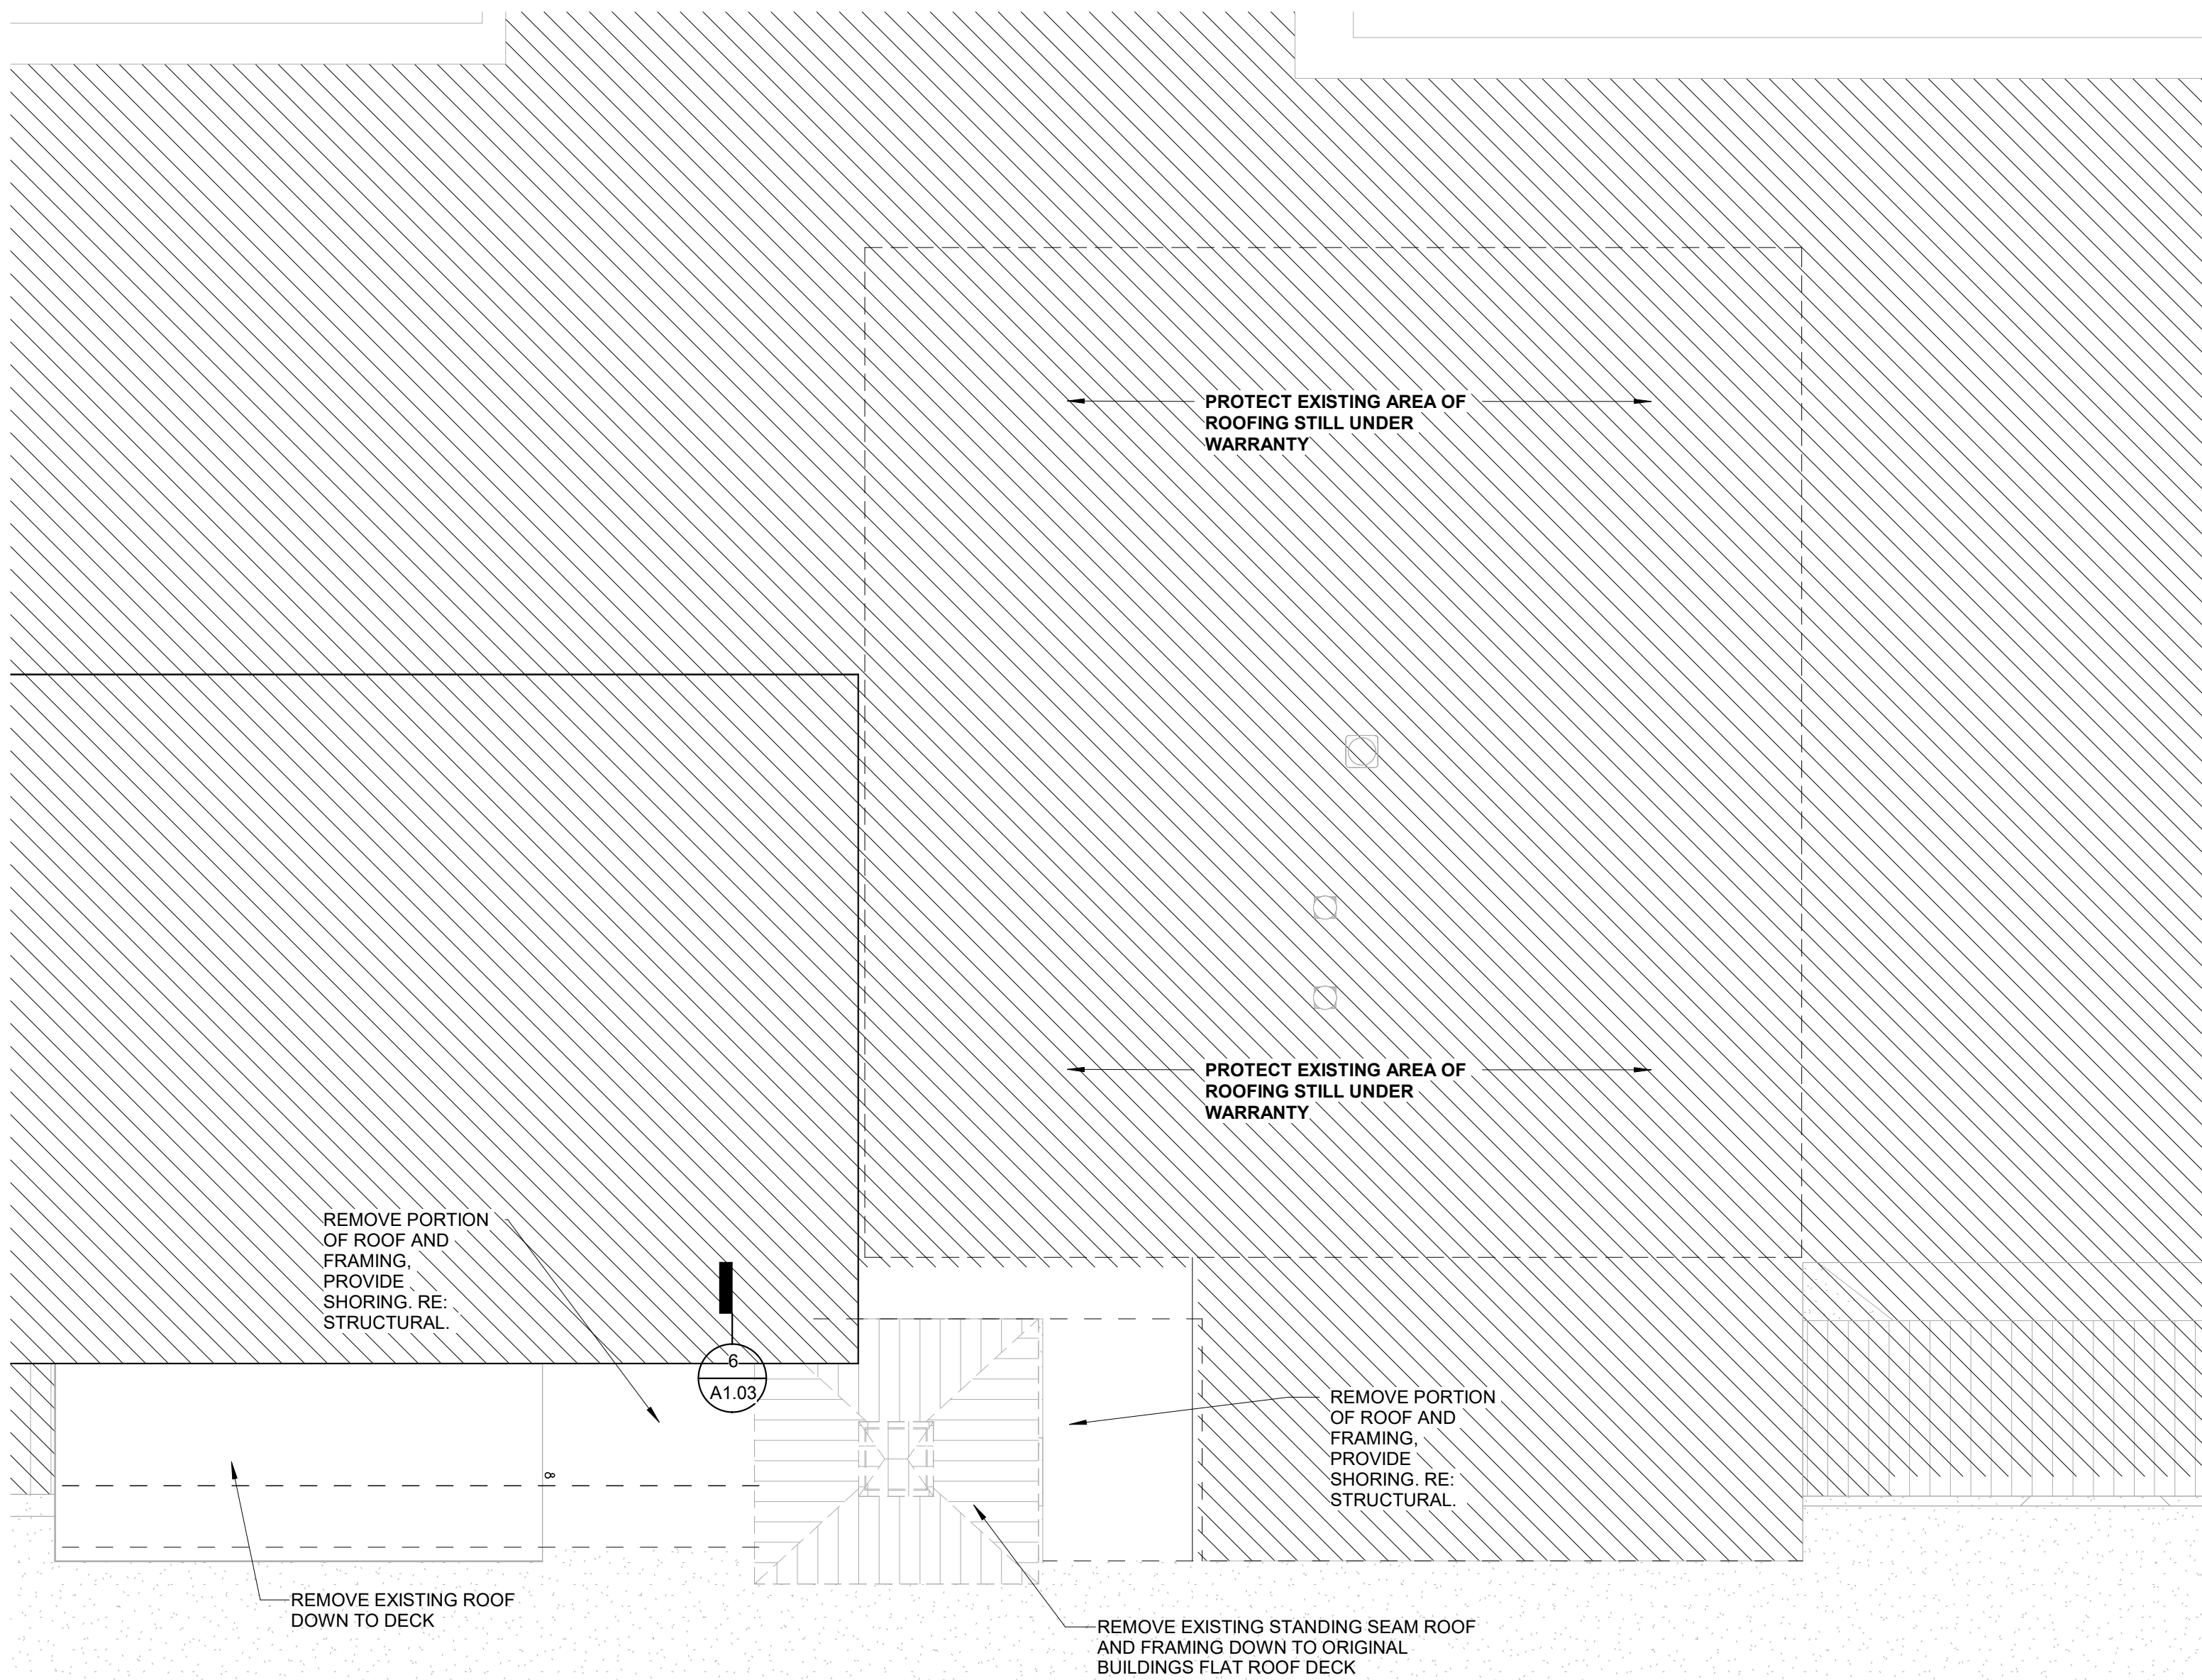 PROTECT EXISTING AREA OF
ROOFING STILL UNDER
WARRANTY
PROTECT EXISTING AREA OF
ROOFING STILL UNDER
WARRANTY
REMOVE PORTION
OF ROOF AND
FRAMING,
PROVIDE
SHORING. RE:
STRUCTURAL.
6
A1.03
REMOVE PORTION
OF ROOF AND
FRAMING,
PROVIDE
SHORING. RE:
STRUCTURAL.
8
REMOVE EXISTING ROOF
DOWN TO DECK
REMOVE EXISTING STANDING SEAM ROOF
AND FRAMING DOWN TO ORIGINAL
BUILDINGS FLAT ROOF DECK